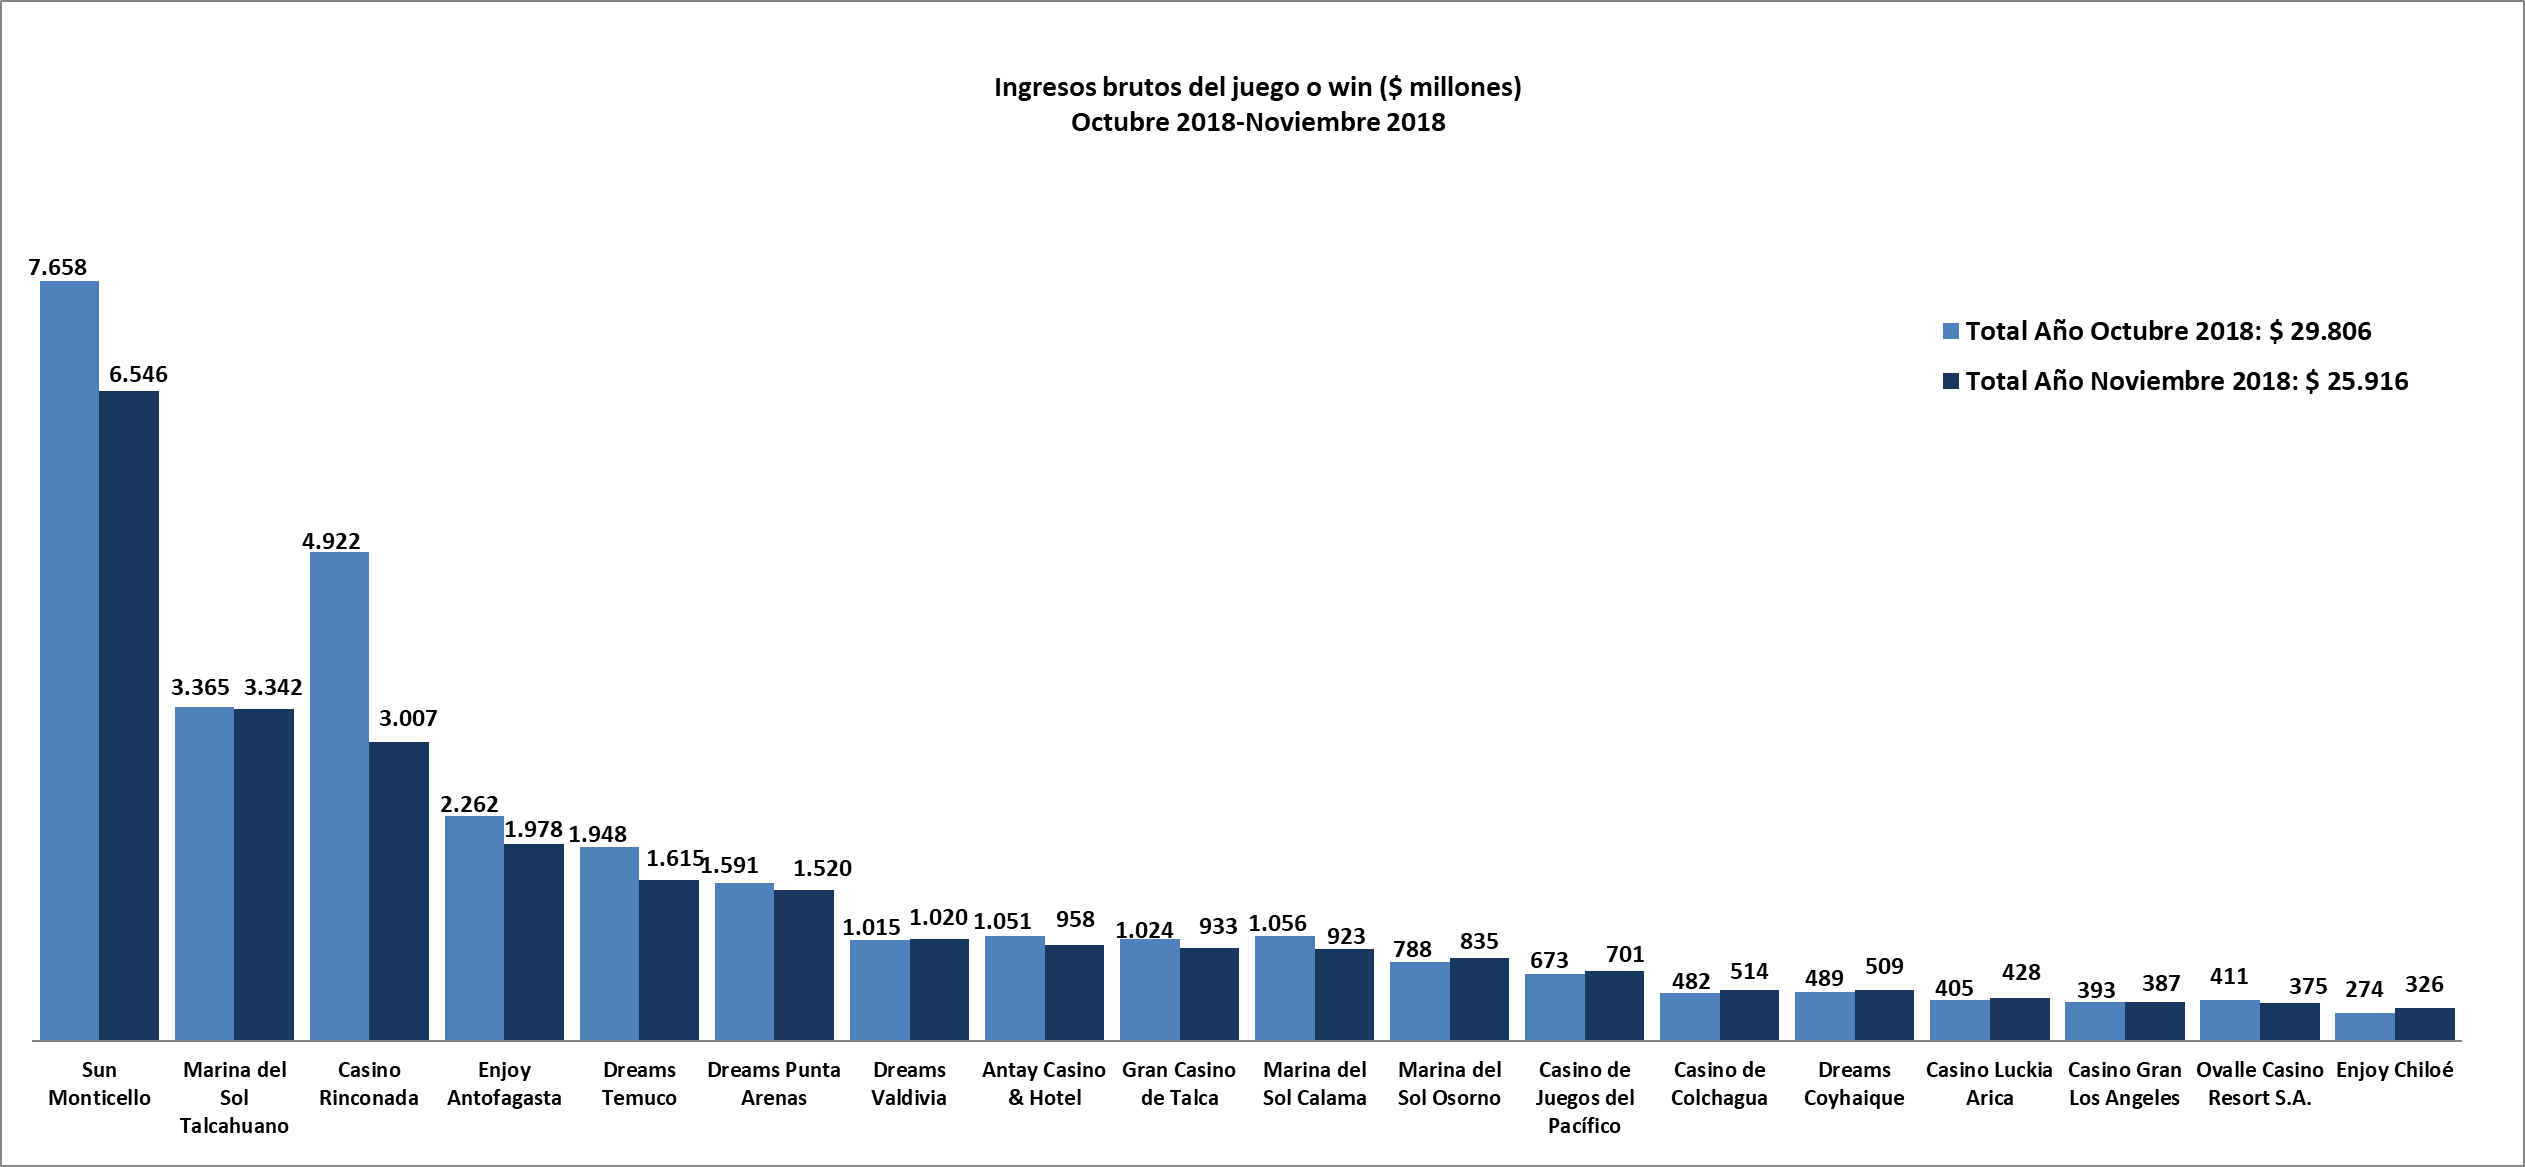 Ingresos brutos del juego o win ($ millones)
Octubre 2018-Noviembre 2018
Total Año Octubre 2018: $ 29.806
Total Año Noviembre 2018: $ 25.916
7.658
6.546
3.365
3.342
4.922
3.007
2.262
1.978
1.948
1.615
1.591
1.520
1.015
1.020
1.051
958
1.024
933
1.056
923
788
835
673
701
482
514
489
509
405
428
393
387
411
375
274
326
Sun
Monticello
Marina del
Sol
Talcahuano
Casino
Rinconada
Enjoy
Antofagasta
Dreams
Temuco
Dreams Punta
Arenas
Dreams
Valdivia
Antay Casino
& Hotel
Gran Casino
de Talca
Marina del
Sol Calama
Marina del
Sol Osorno
Casino de
Juegos del
Pacífico
Casino de
Colchagua
Dreams
Coyhaique
Casino Luckia
Arica
Casino Gran
Los Angeles
Ovalle Casino
Resort S.A.
Enjoy Chiloé